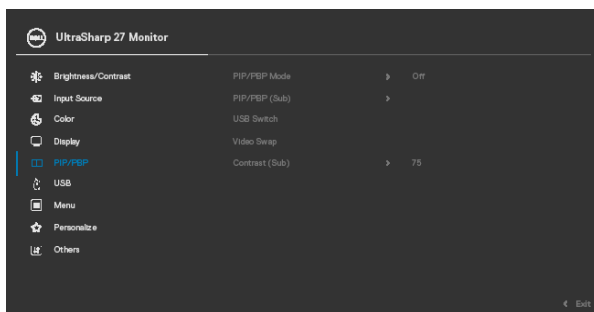 DELL UltraSharp 27 Monitor
Brightness/Contrast PIP/PBP Mode > Off
Input Source PIP/PBP (Sub) >
Color USB Switch
Display Video Swap
PIP/PBP Contrast (Sub) > 75
USB
Menu
Personalize
Others
< Exit